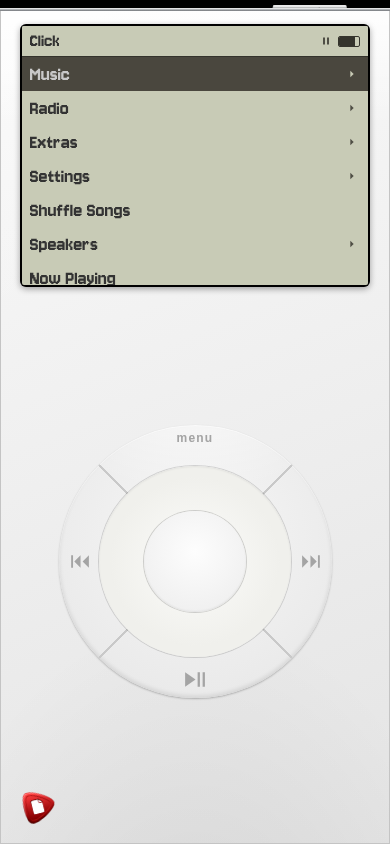 Click
Music
Radio
Extras
Settings
Shuffle Songs
Speakers
Now Playing
menu